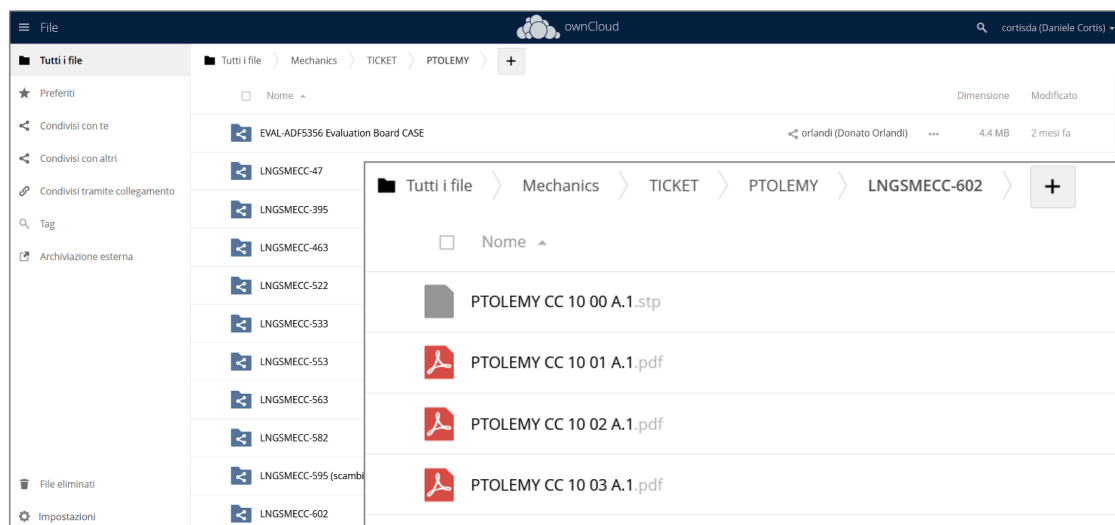 File
ownCloud
cortisda (Daniele Cortis)
Tutti i file
Preferiti
Condivisi con te
Condivisi con altri
Condivisi tramite collegamento
Tag
Archiviazione esterna
File eliminati
Impostazioni
Tutti i file Mechanics TICKET PTOLEMY +
Nome Dimensione Modificato
EVAL-ADF5356 Evaluation Board CASE orlandi (Donato Orlandi) ... 4.4 MB 2 mesi fa
LNGSMECC-47
LNGSMECC-395
LNGSMECC-463
LNGSMECC-522
LNGSMECC-533
LNGSMECC-553
LNGSMECC-563
LNGSMECC-582
LNGSMECC-595 (scambi
LNGSMECC-602
Tutti i file Mechanics TICKET PTOLEMY LNGSMECC-602 +
Nome
PTOLEMY CC 10 00 A.1.stp
PTOLEMY CC 10 01 A.1.pdf
PTOLEMY CC 10 02 A.1.pdf
PTOLEMY CC 10 03 A.1.pdf